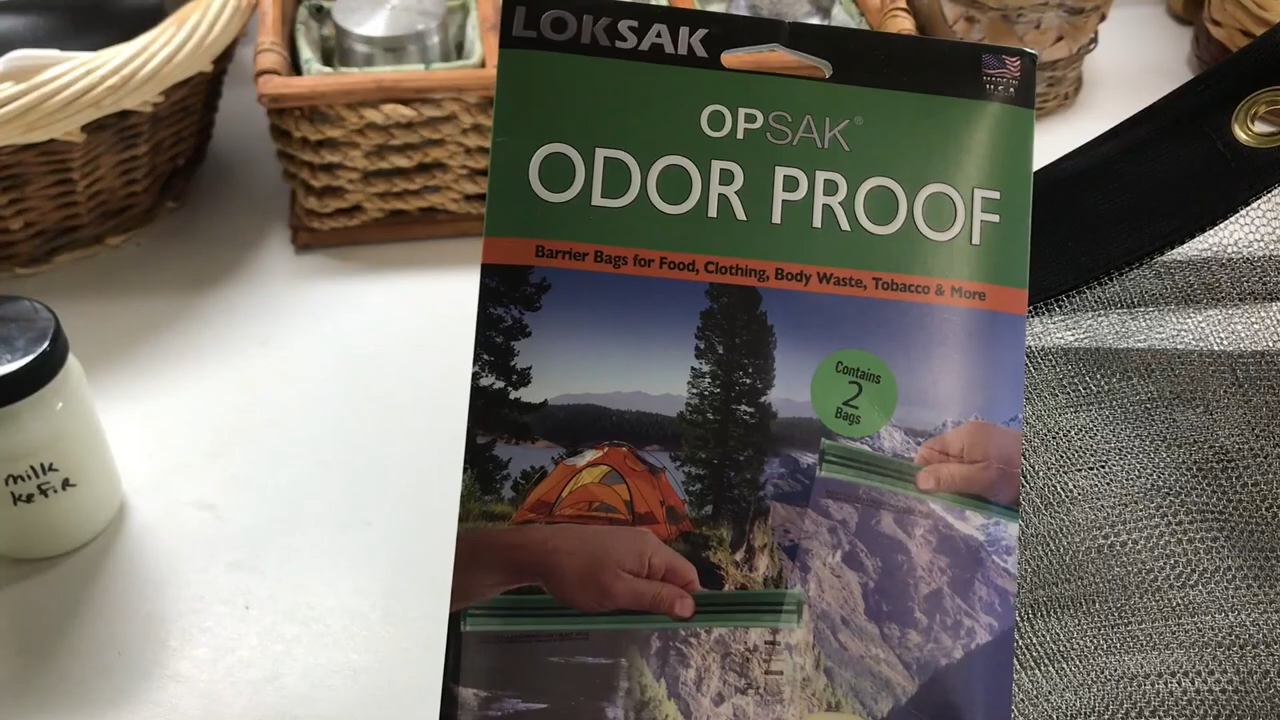 LOKSAK
MADE IN
U.S.A
OPSAK®
ODOR PROOF
Barrier Bags for Food, Clothing, Body Waste, Tobacco & More
Contains
2
Bags
milk
keFiR